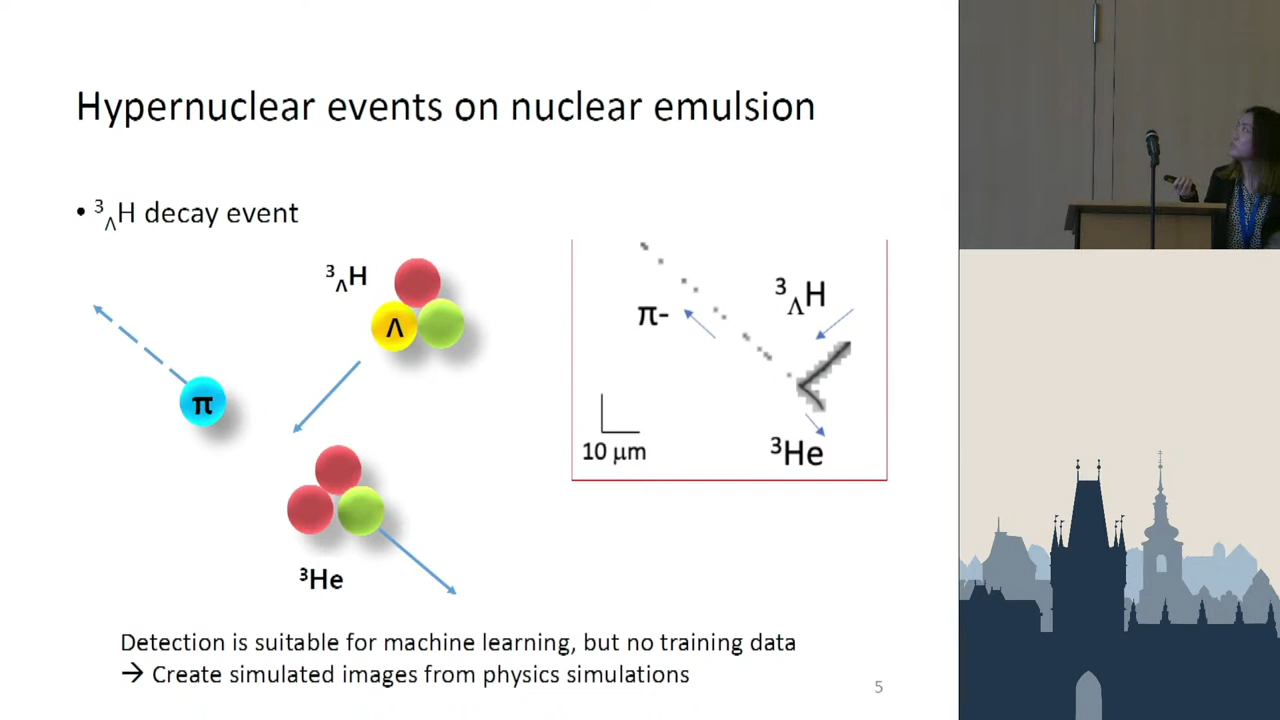 Hypernuclear events on nuclear emulsion
• ³ΛH decay event
³ΛH
Λ
π
³He
³ΛH
π-
10 μm
³He
Detection is suitable for machine learning, but no training data
→ Create simulated images from physics simulations
5